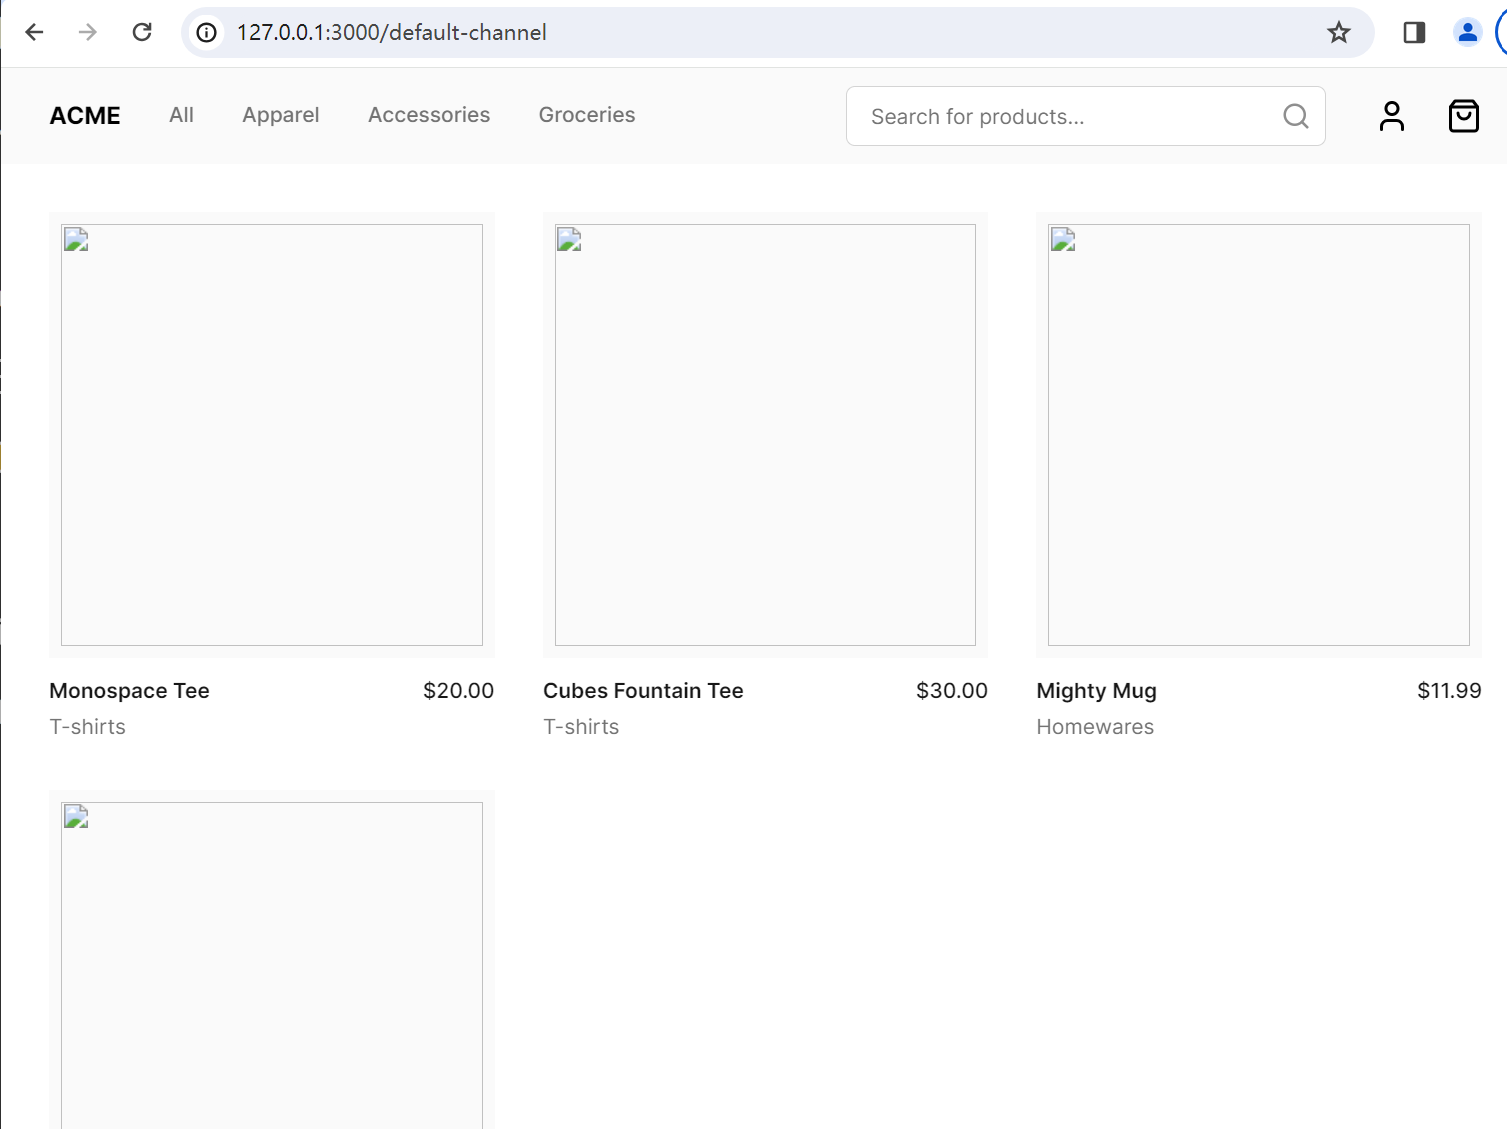 127.0.0.1:3000/default-channel
ACME All Apparel Accessories Groceries Search for products...
Monospace Tee $20.00 Cubes Fountain Tee $30.00 Mighty Mug $11.99
T-shirts T-shirts Homewares